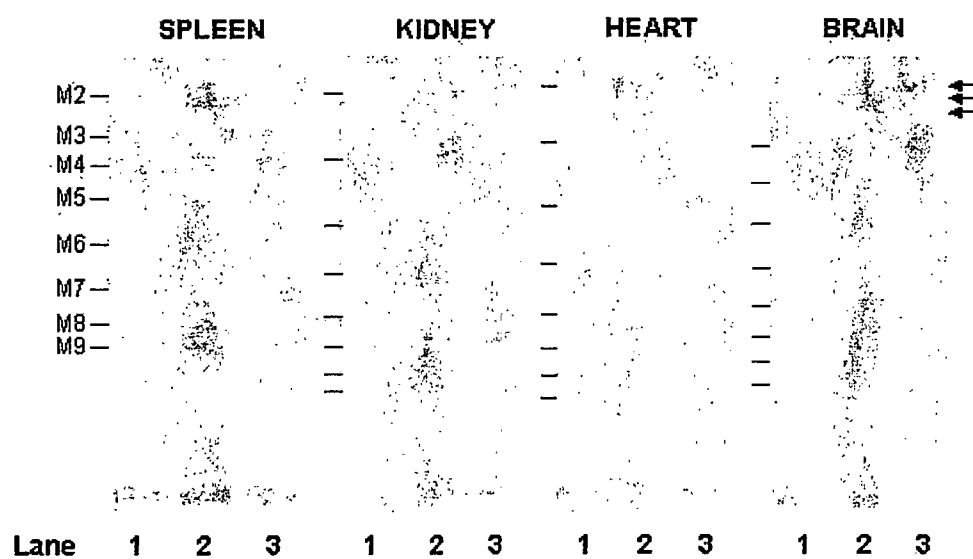 SPLEEN KIDNEY HEART BRAIN
M2
M3
M4
M5
M6
M7
M8
M9
Lane 1 2 3 1 2 3 1 2 3 1 2 3